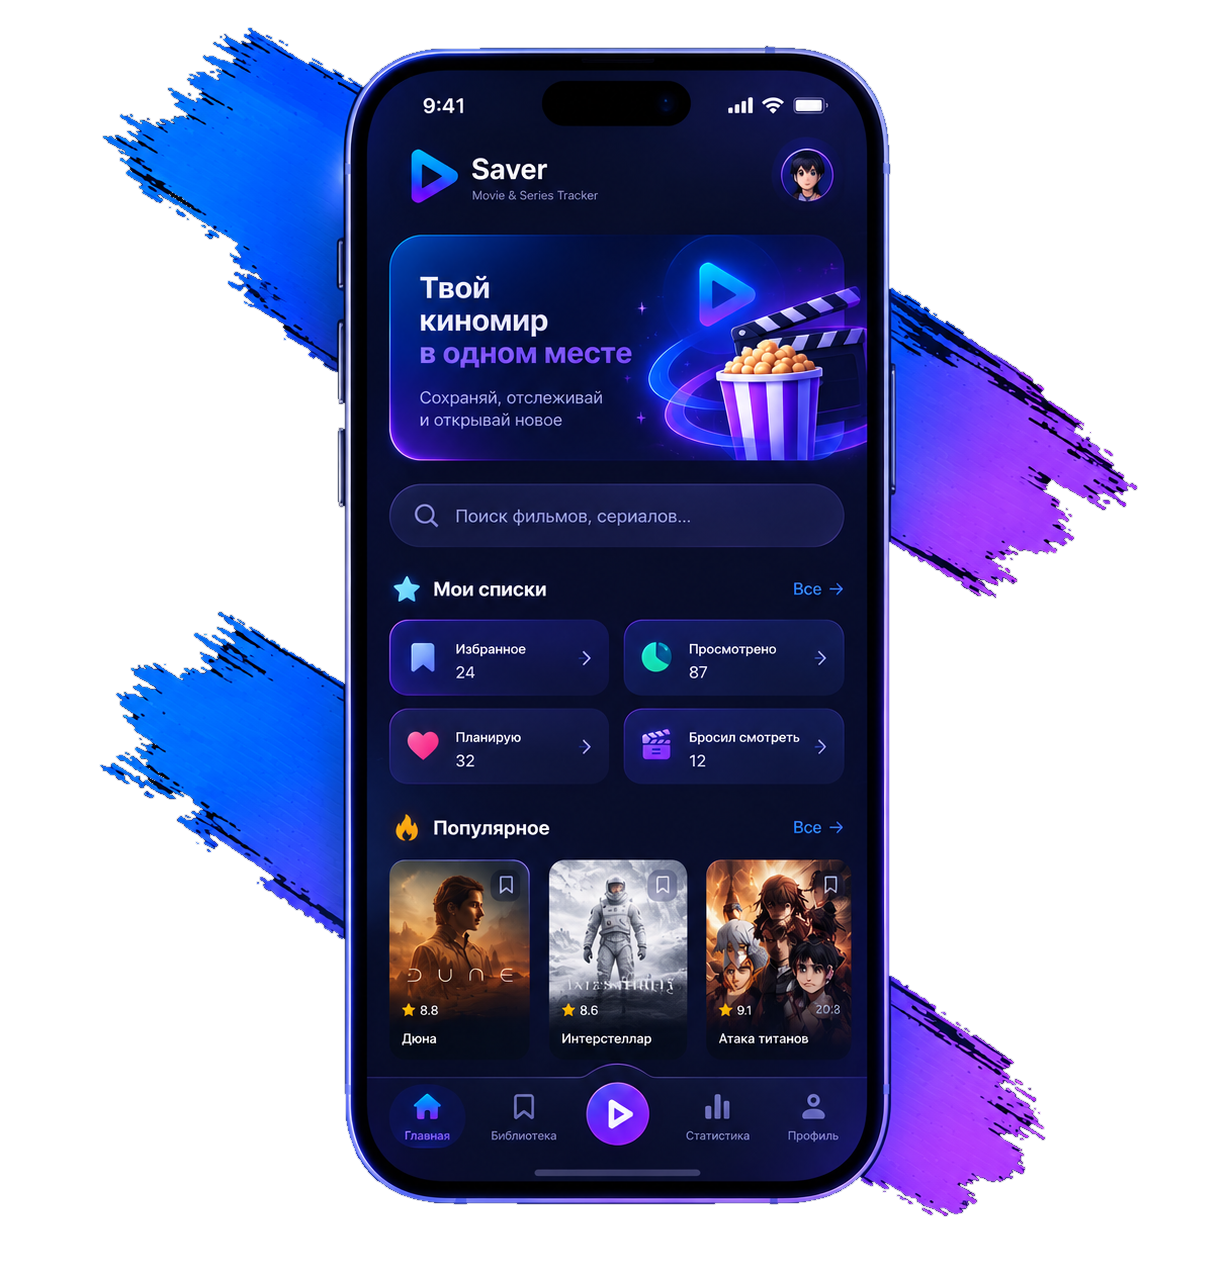 9:41
Saver
Movie & Series Tracker
Твой
киномир
в одном месте
Сохраняй, отслеживай
и открывай новое
Поиск фильмов, сериалов...
Мои списки
Все →
Избранное
24
Просмотрено
87
Планирую
32
Бросил смотреть
12
Популярное
Все →
DUNE
8.8
Дюна
8.6
Интерстеллар
9.1
Атака титанов
Главная
Библиотека
Статистика
Профиль